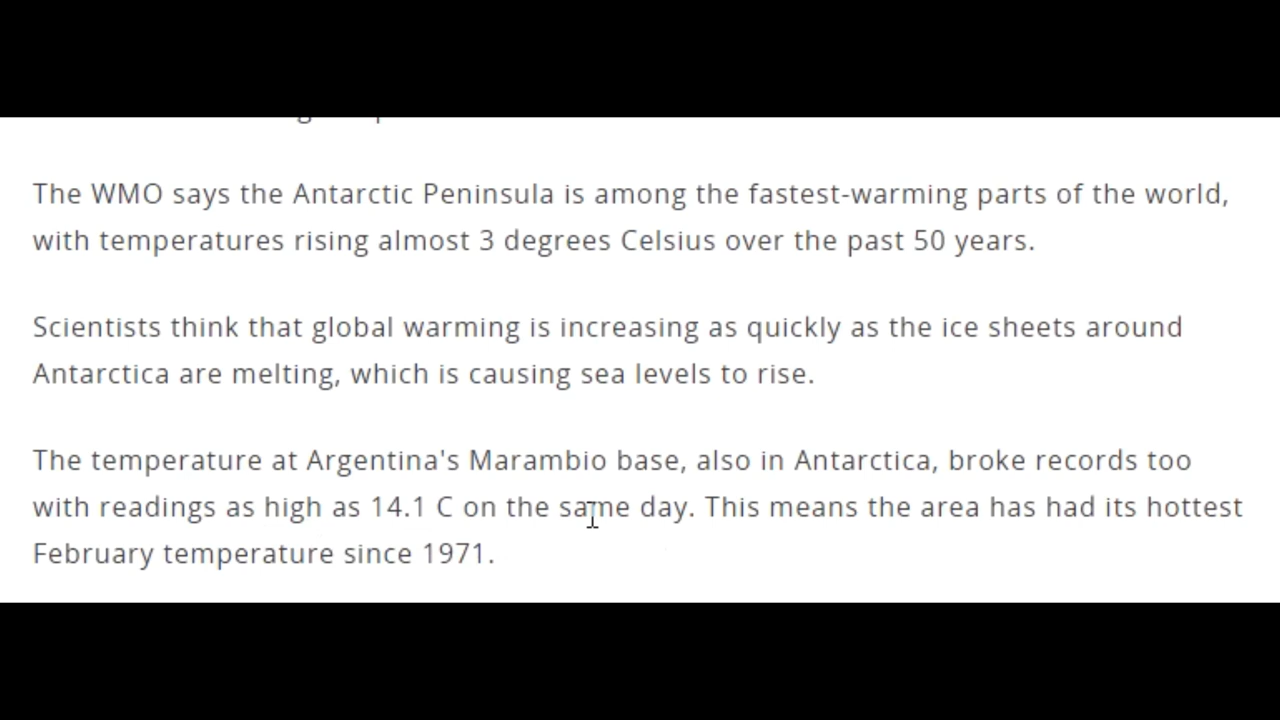 The WMO says the Antarctic Peninsula is among the fastest-warming parts of the world,
with temperatures rising almost 3 degrees Celsius over the past 50 years.
Scientists think that global warming is increasing as quickly as the ice sheets around
Antarctica are melting, which is causing sea levels to rise.
The temperature at Argentina's Marambio base, also in Antarctica, broke records too
with readings as high as 14.1 C on the same day. This means the area has had its hottest
February temperature since 1971.